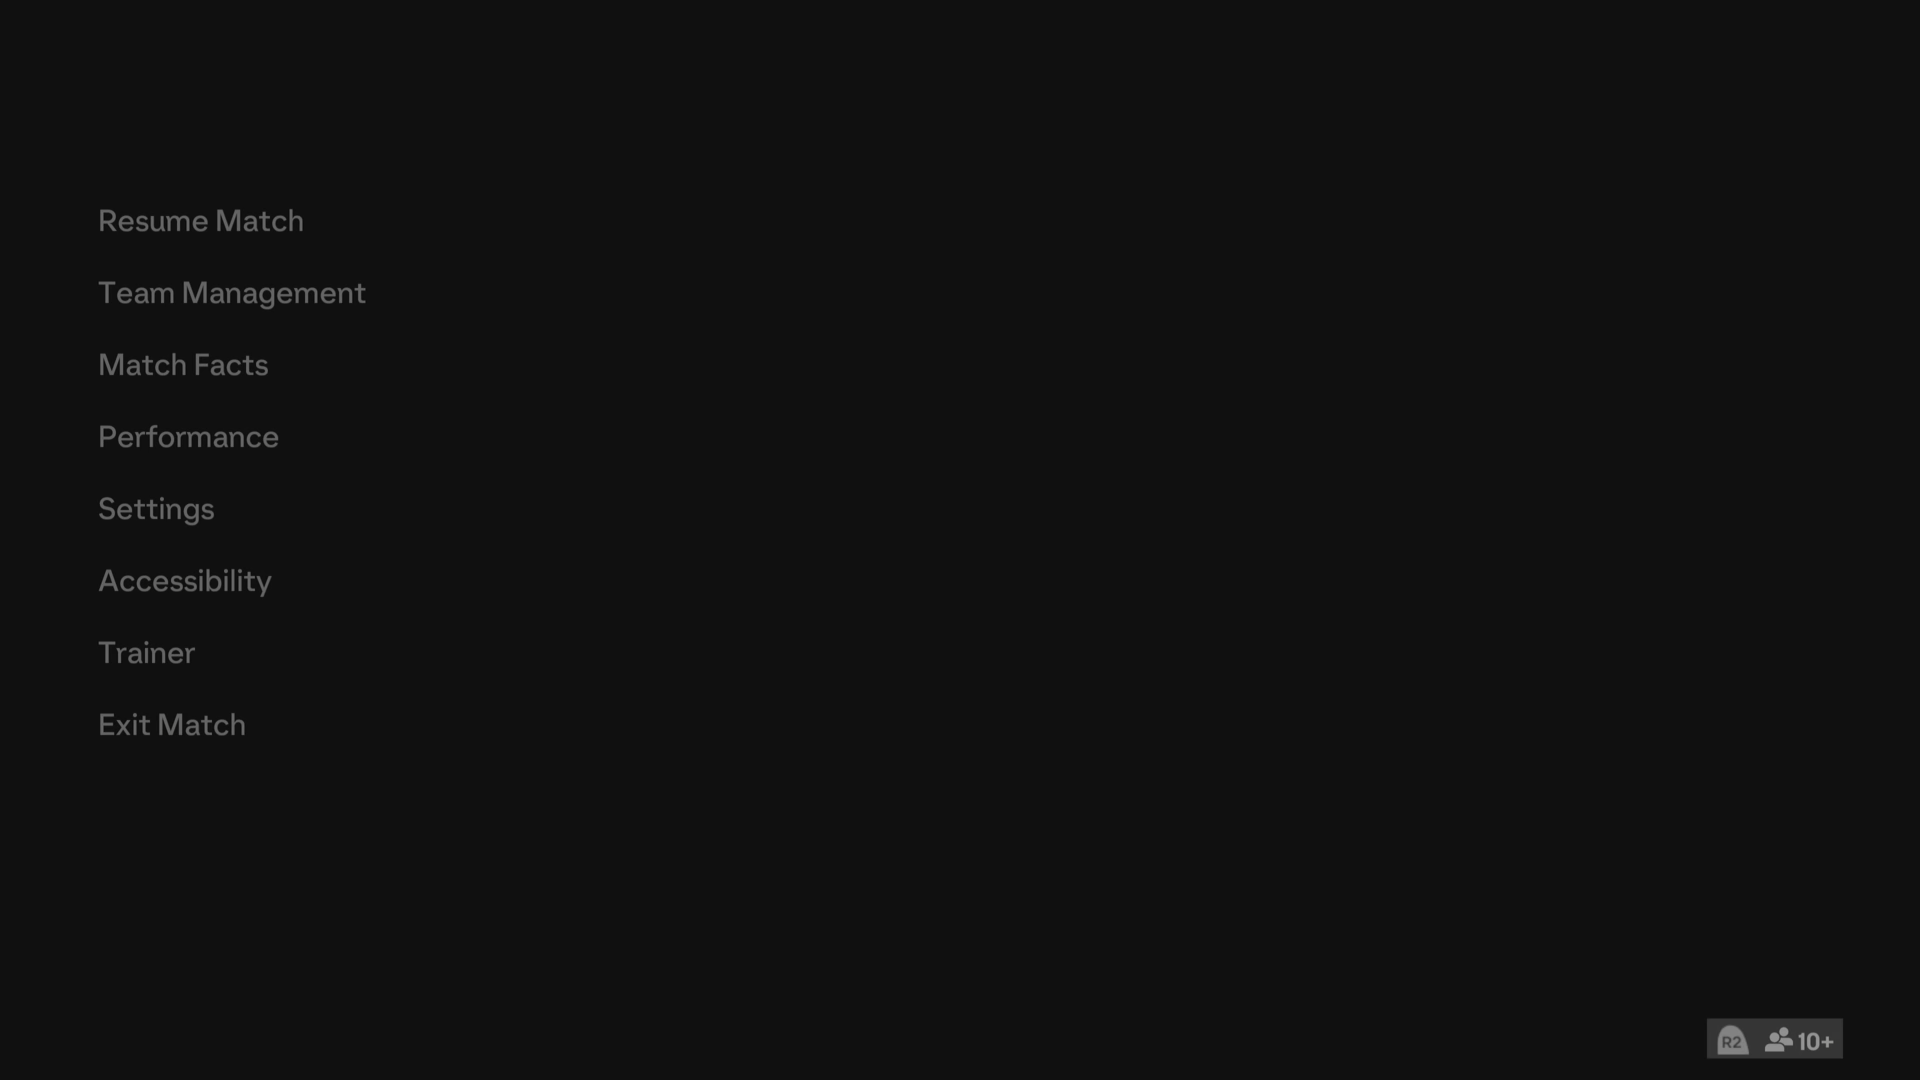 Resume Match
Team Management
Match Facts
Performance
Settings
Accessibility
Trainer
Exit Match
R2 10+